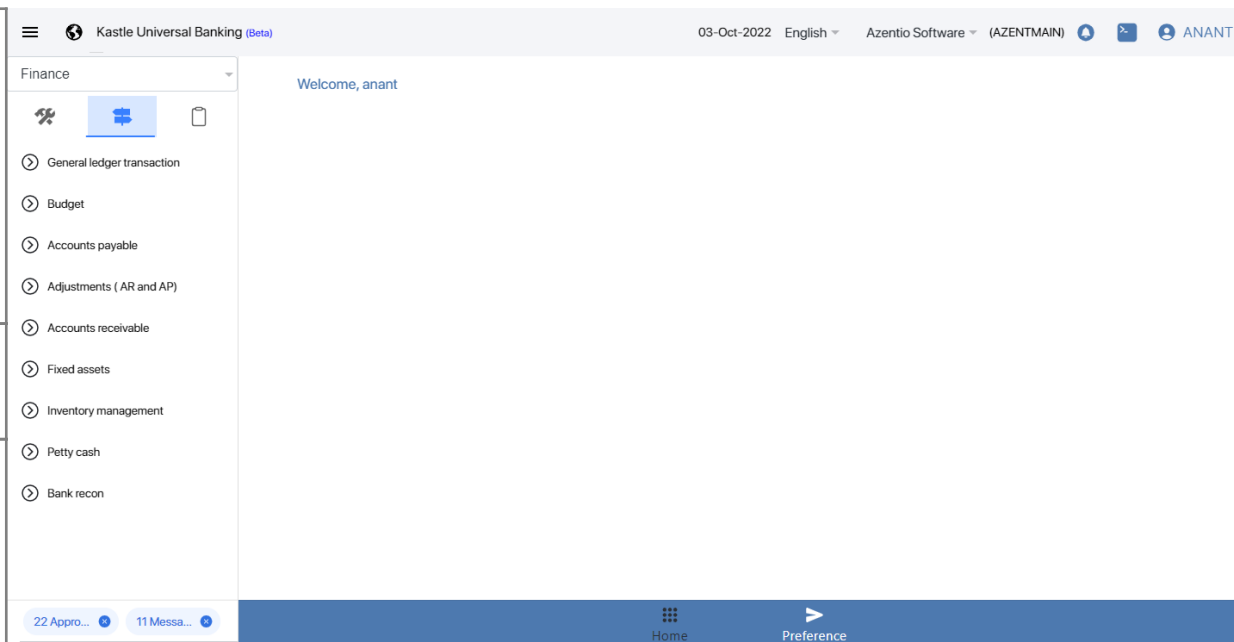 Kastle Universal Banking (Beta)
03-Oct-2022 English Azentio Software (AZENTMAIN) ANANT
Finance
Welcome, anant
General ledger transaction
Budget
Accounts payable
Adjustments ( AR and AP)
Accounts receivable
Fixed assets
Inventory management
Petty cash
Bank recon
22 Appro... 11 Messa...
Home Preference